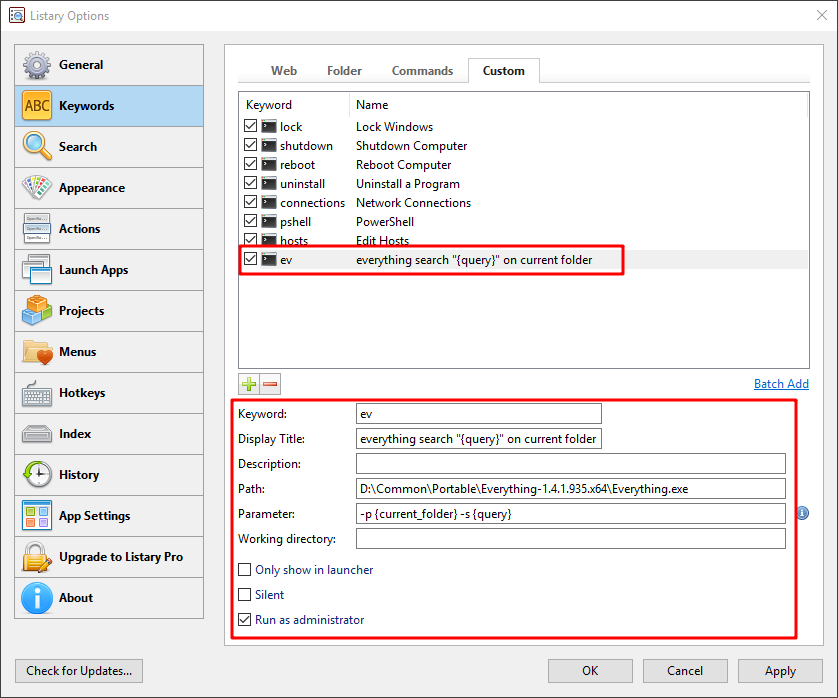 Listary Options
General
Keywords
Search
Appearance
Actions
Launch Apps
Projects
Menus
Hotkeys
Index
History
App Settings
Upgrade to Listary Pro
About
ABC
Web Folder Commands Custom
Keyword Name
lock Lock Windows
shutdown Shutdown Computer
reboot Reboot Computer
uninstall Uninstall a Program
connections Network Connections
pshell PowerShell
hosts Edit Hosts
ev everything search "{query}" on current folder
Batch Add
Keyword: ev
Display Title: everything search "{query}" on current folder
Description:
Path: D:\Common\Portable\Everything-1.4.1.935.x64\Everything.exe
Parameter: -p {current_folder} -s {query}
Working directory:
Only show in launcher
Silent
Run as administrator
Check for Updates... OK Cancel Apply